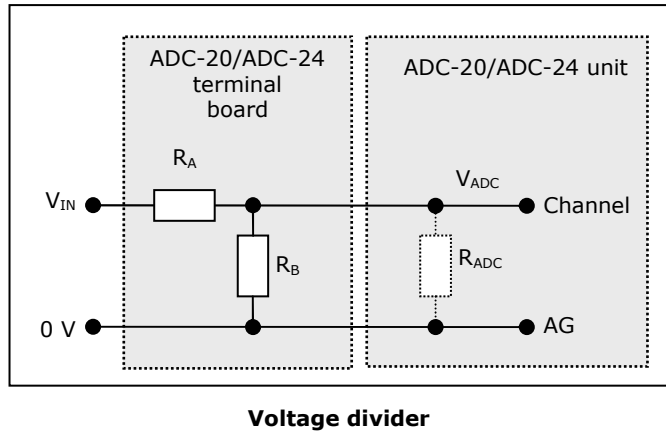 ADC-20/ADC-24
terminal
board
ADC-20/ADC-24 unit
RA
VADC
VIN
Channel
RB
RADC
0 V
AG
Voltage divider